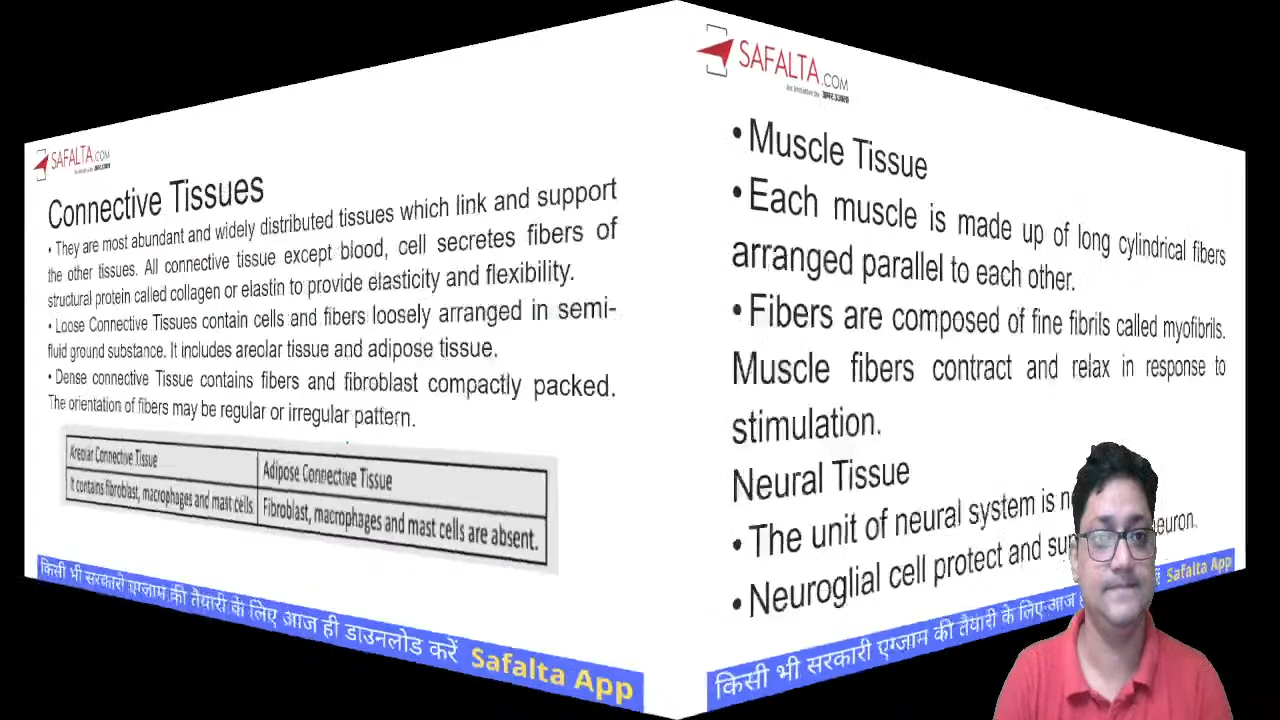 SAFALTA.COM
Connective Tissues
• They are most abundant and widely distributed tissues which link and support
the other tissues. All connective tissue except blood, cell secretes fibers of
structural protein called collagen or elastin to provide elasticity and flexibility.
• Loose Connective Tissues contain cells and fibers loosely arranged in semi-
fluid ground substance. It includes areolar tissue and adipose tissue.
• Dense connective Tissue contains fibers and fibroblast compactly packed.
The orientation of fibers may be regular or irregular pattern.
Areolar Connective Tissue Adipose Connective Tissue
It contains fibroblast, macrophages and mast cells. Fibroblast, macrophages and mast cells are absent.
किसी भी सरकारी एग्जाम की तैयारी के लिए आज ही डाउनलोड करें Safalta App
SAFALTA.COM
An Initiative by अमर उजाला
• Muscle Tissue
• Each muscle is made up of long cylindrical fibers
arranged parallel to each other.
• Fibers are composed of fine fibrils called myofibrils.
Muscle fibers contract and relax in response to
stimulation.
Neural Tissue
• The unit of neural system is
• Neuroglial cell protect and neuron.
किसी भी सरकारी एग्जाम की तैयारी के लिए आज Safalta App